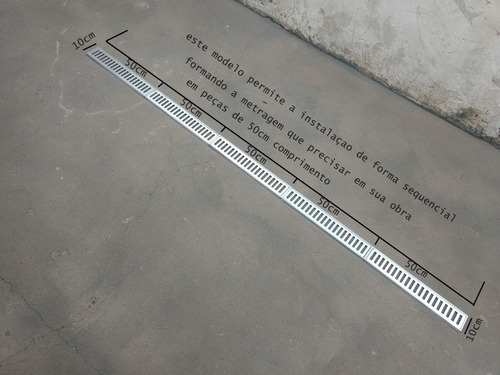 10cm
este modelo permite a instalaçao de forma sequencial
formando a metragem que precisar em sua obra
em peças de 50cm comprimento
50cm
50cm
50cm
50cm
50cm
10cm